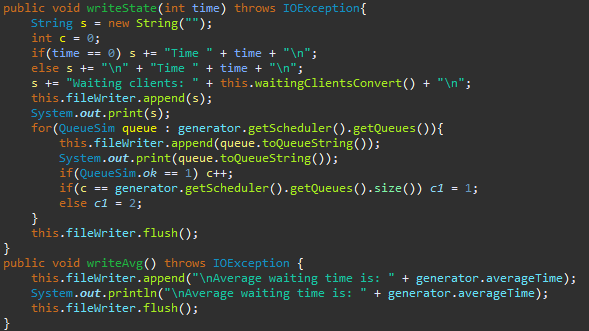 public void writeState(int time) throws IOException{
    String s = new String("");
    int c = 0;
    if(time == 0) s += "Time " + time + "\n";
    else s += "\n" + "Time " + time + "\n";
    s += "Waiting clients: " + this.waitingClientsConvert() + "\n";
    this.fileWriter.append(s);
    System.out.print(s);
    for(QueueSim queue : generator.getScheduler().getQueues()){
        this.fileWriter.append(queue.toQueueString());
        System.out.print(queue.toQueueString());
        if(QueueSim.ok == 1) c++;
        if(c == generator.getScheduler().getQueues().size()) c1 = 1;
        else c1 = 2;
    }
    this.fileWriter.flush();
}
public void writeAvg() throws IOException {
    this.fileWriter.append("\nAverage waiting time is: " + generator.averageTime);
    System.out.println("\nAverage waiting time is: " + generator.averageTime);
    this.fileWriter.flush();
}